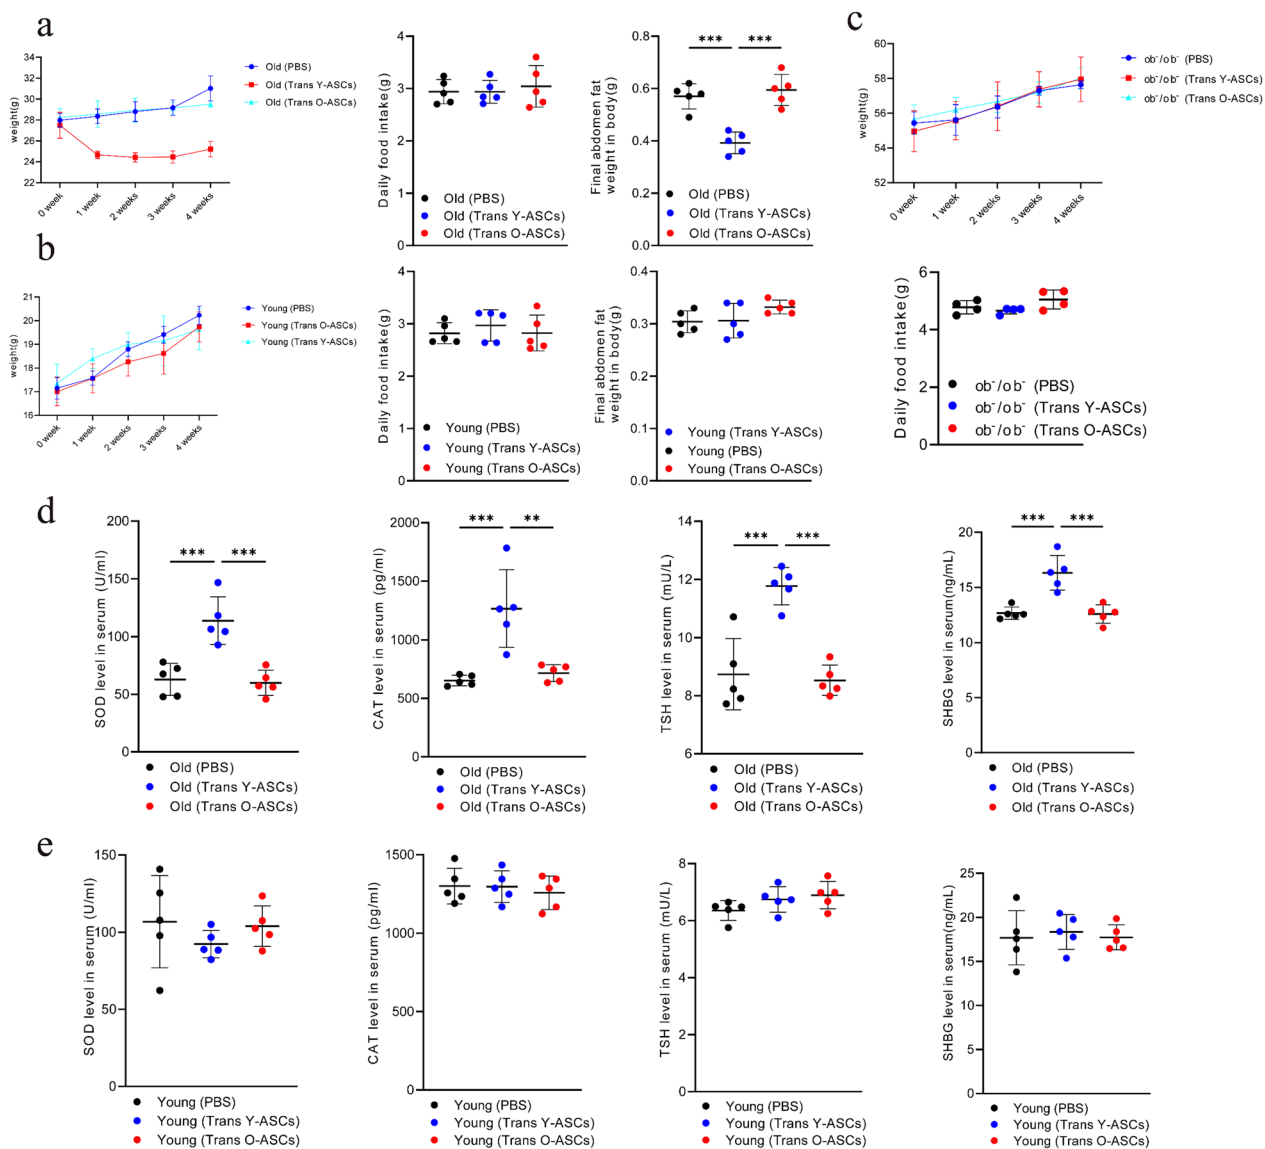 a
weight(g)
34
32
30
28
26
24
22
0 week
1 week
2 weeks
3 weeks
4 weeks
Old (PBS)
Old (Trans Y-ASCs)
Old (Trans O-ASCs)
Daily food intake(g)
4
3
2
1
0
Old (PBS)
Old (Trans Y-ASCs)
Old (Trans O-ASCs)
Final abdomen fat
weight in body(g)
0.8
0.6
0.4
0.2
0.0
*** ***
Old (PBS)
Old (Trans Y-ASCs)
Old (Trans O-ASCs)
c
weight(g)
60
58
56
54
52
0 week
1 week
2 weeks
3 weeks
4 weeks
ob⁻/ob⁻ (PBS)
ob⁻/ob⁻ (Trans Y-ASCs)
ob⁻/ob⁻ (Trans O-ASCs)
b
weight(g)
21
20
19
18
17
16
0 week
1 week
2 weeks
3 weeks
4 weeks
Young (PBS)
Young (Trans O-ASCs)
Young (Trans Y-ASCs)
Daily food intake(g)
4
3
2
1
0
Young (PBS)
Young (Trans Y-ASCs)
Young (Trans O-ASCs)
Final abdomen fat
weight in body(g)
0.4
0.3
0.2
0.1
0.0
Young (Trans Y-ASCs)
Young (PBS)
Young (Trans O-ASCs)
Daily food intake(g)
6
4
2
0
ob⁻/ob⁻ (PBS)
ob⁻/ob⁻ (Trans Y-ASCs)
ob⁻/ob⁻ (Trans O-ASCs)
d
SOD level in serum (U/ml)
200
150
100
50
0
*** ***
Old (PBS)
Old (Trans Y-ASCs)
Old (Trans O-ASCs)
CAT level in serum (pg/ml)
2000
1500
1000
500
0
*** **
Old (PBS)
Old (Trans Y-ASCs)
Old (Trans O-ASCs)
TSH level in serum (mU/L)
14
12
10
8
6
*** ***
Old (PBS)
Old (Trans Y-ASCs)
Old (Trans O-ASCs)
SHBG level in serum(ng/mL)
20
15
10
5
0
*** ***
Old (PBS)
Old (Trans Y-ASCs)
Old (Trans O-ASCs)
e
SOD level in serum (U/ml)
150
100
50
0
Young (PBS)
Young (Trans Y-ASCs)
Young (Trans O-ASCs)
CAT level in serum (pg/ml)
1500
1000
500
0
Young (PBS)
Young (Trans Y-ASCs)
Young (Trans O-ASCs)
TSH level in serum (mU/L)
8
6
4
2
0
Young (PBS)
Young (Trans Y-ASCs)
Young (Trans O-ASCs)
SHBG level in serum(ng/mL)
25
20
15
10
5
0
Young (PBS)
Young (Trans Y-ASCs)
Young (Trans O-ASCs)